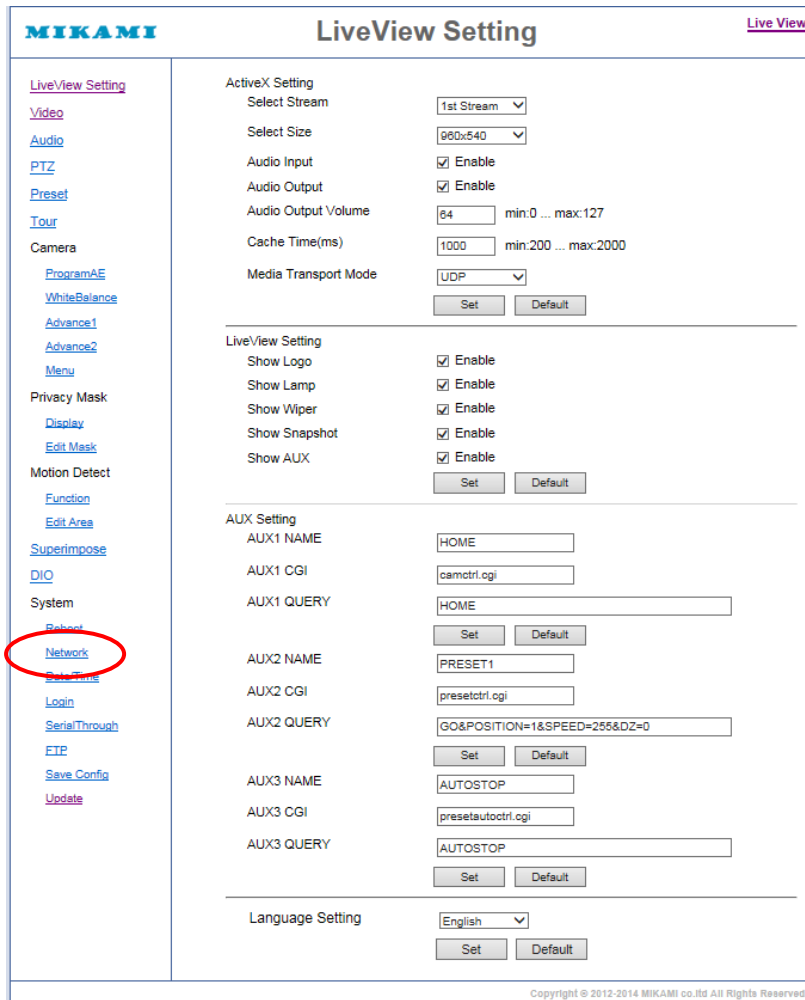 MIKAMI
LiveView Setting
Live View
LiveView Setting
Video
Audio
PTZ
Preset
Tour
Camera
ProgramAE
WhiteBalance
Advance1
Advance2
Menu
Privacy Mask
Display
Edit Mask
Motion Detect
Function
Edit Area
Superimpose
DIO
System
Reboot
Network
Date/Time
Login
SerialThrough
FTP
Save Config
Update
ActiveX Setting
Select Stream 1st Stream
Select Size 960x540
Audio Input Enable
Audio Output Enable
Audio Output Volume 64 min:0 ... max:127
Cache Time(ms) 1000 min:200 ... max:2000
Media Transport Mode UDP
Set Default
LiveView Setting
Show Logo Enable
Show Lamp Enable
Show Wiper Enable
Show Snapshot Enable
Show AUX Enable
Set Default
AUX Setting
AUX1 NAME HOME
AUX1 CGI camctrl.cgi
AUX1 QUERY HOME
Set Default
AUX2 NAME PRESET1
AUX2 CGI presetctrl.cgi
AUX2 QUERY GO&POSITION=1&SPEED=255&DZ=0
Set Default
AUX3 NAME AUTOSTOP
AUX3 CGI presetautoctrl.cgi
AUX3 QUERY AUTOSTOP
Set Default
Language Setting English
Set Default
Copyright © 2012-2014 MIKAMI co.ltd All Rights Reserved